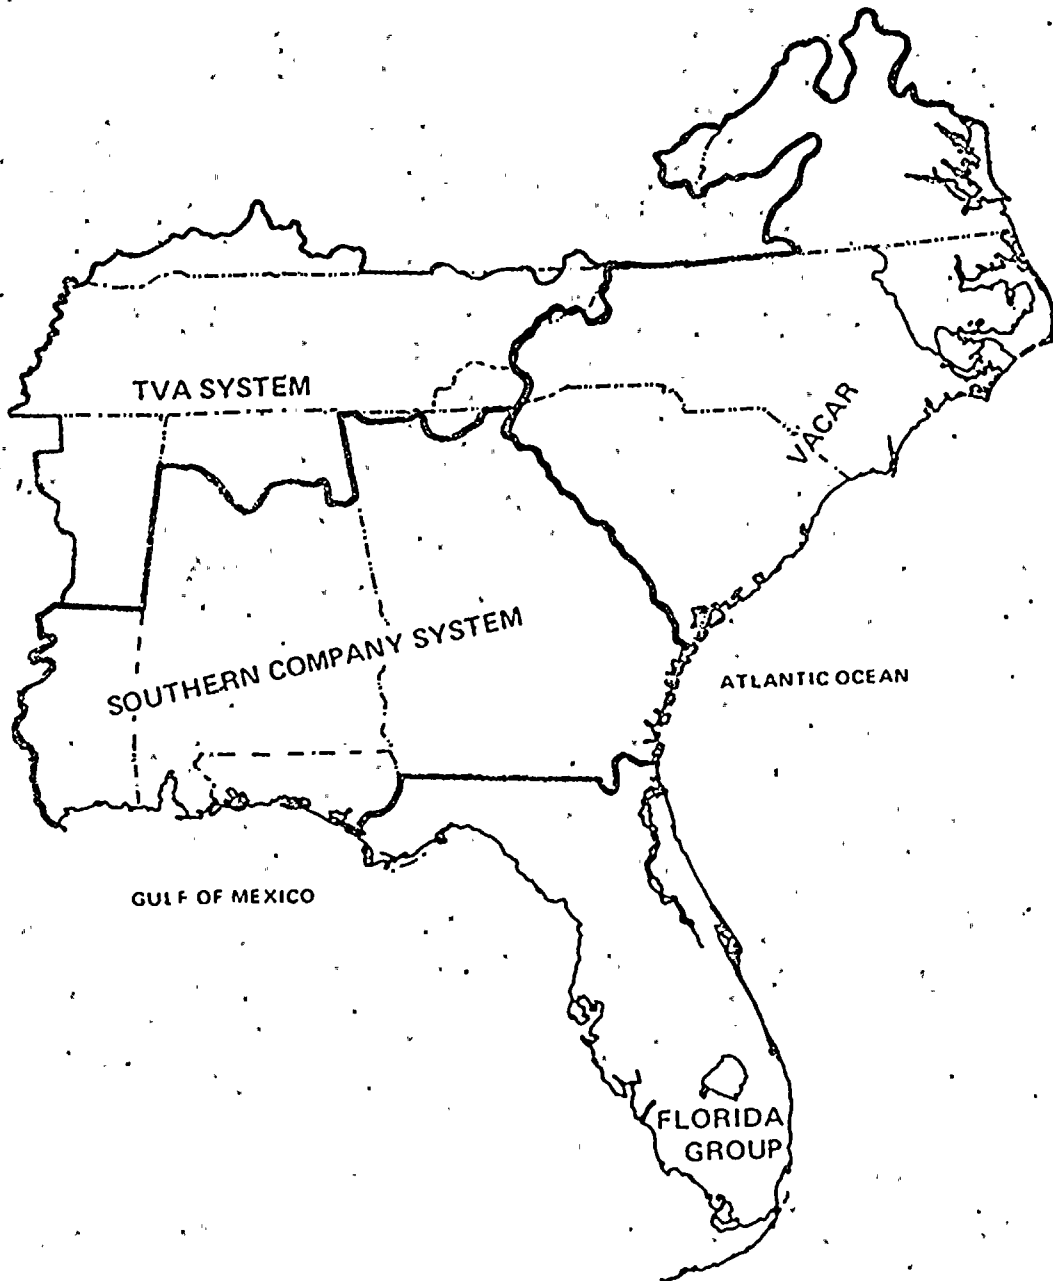 TVA SYSTEM
VACAR
SOUTHERN COMPANY SYSTEM
ATLANTIC OCEAN
GULF OF MEXICO
FLORIDA
GROUP